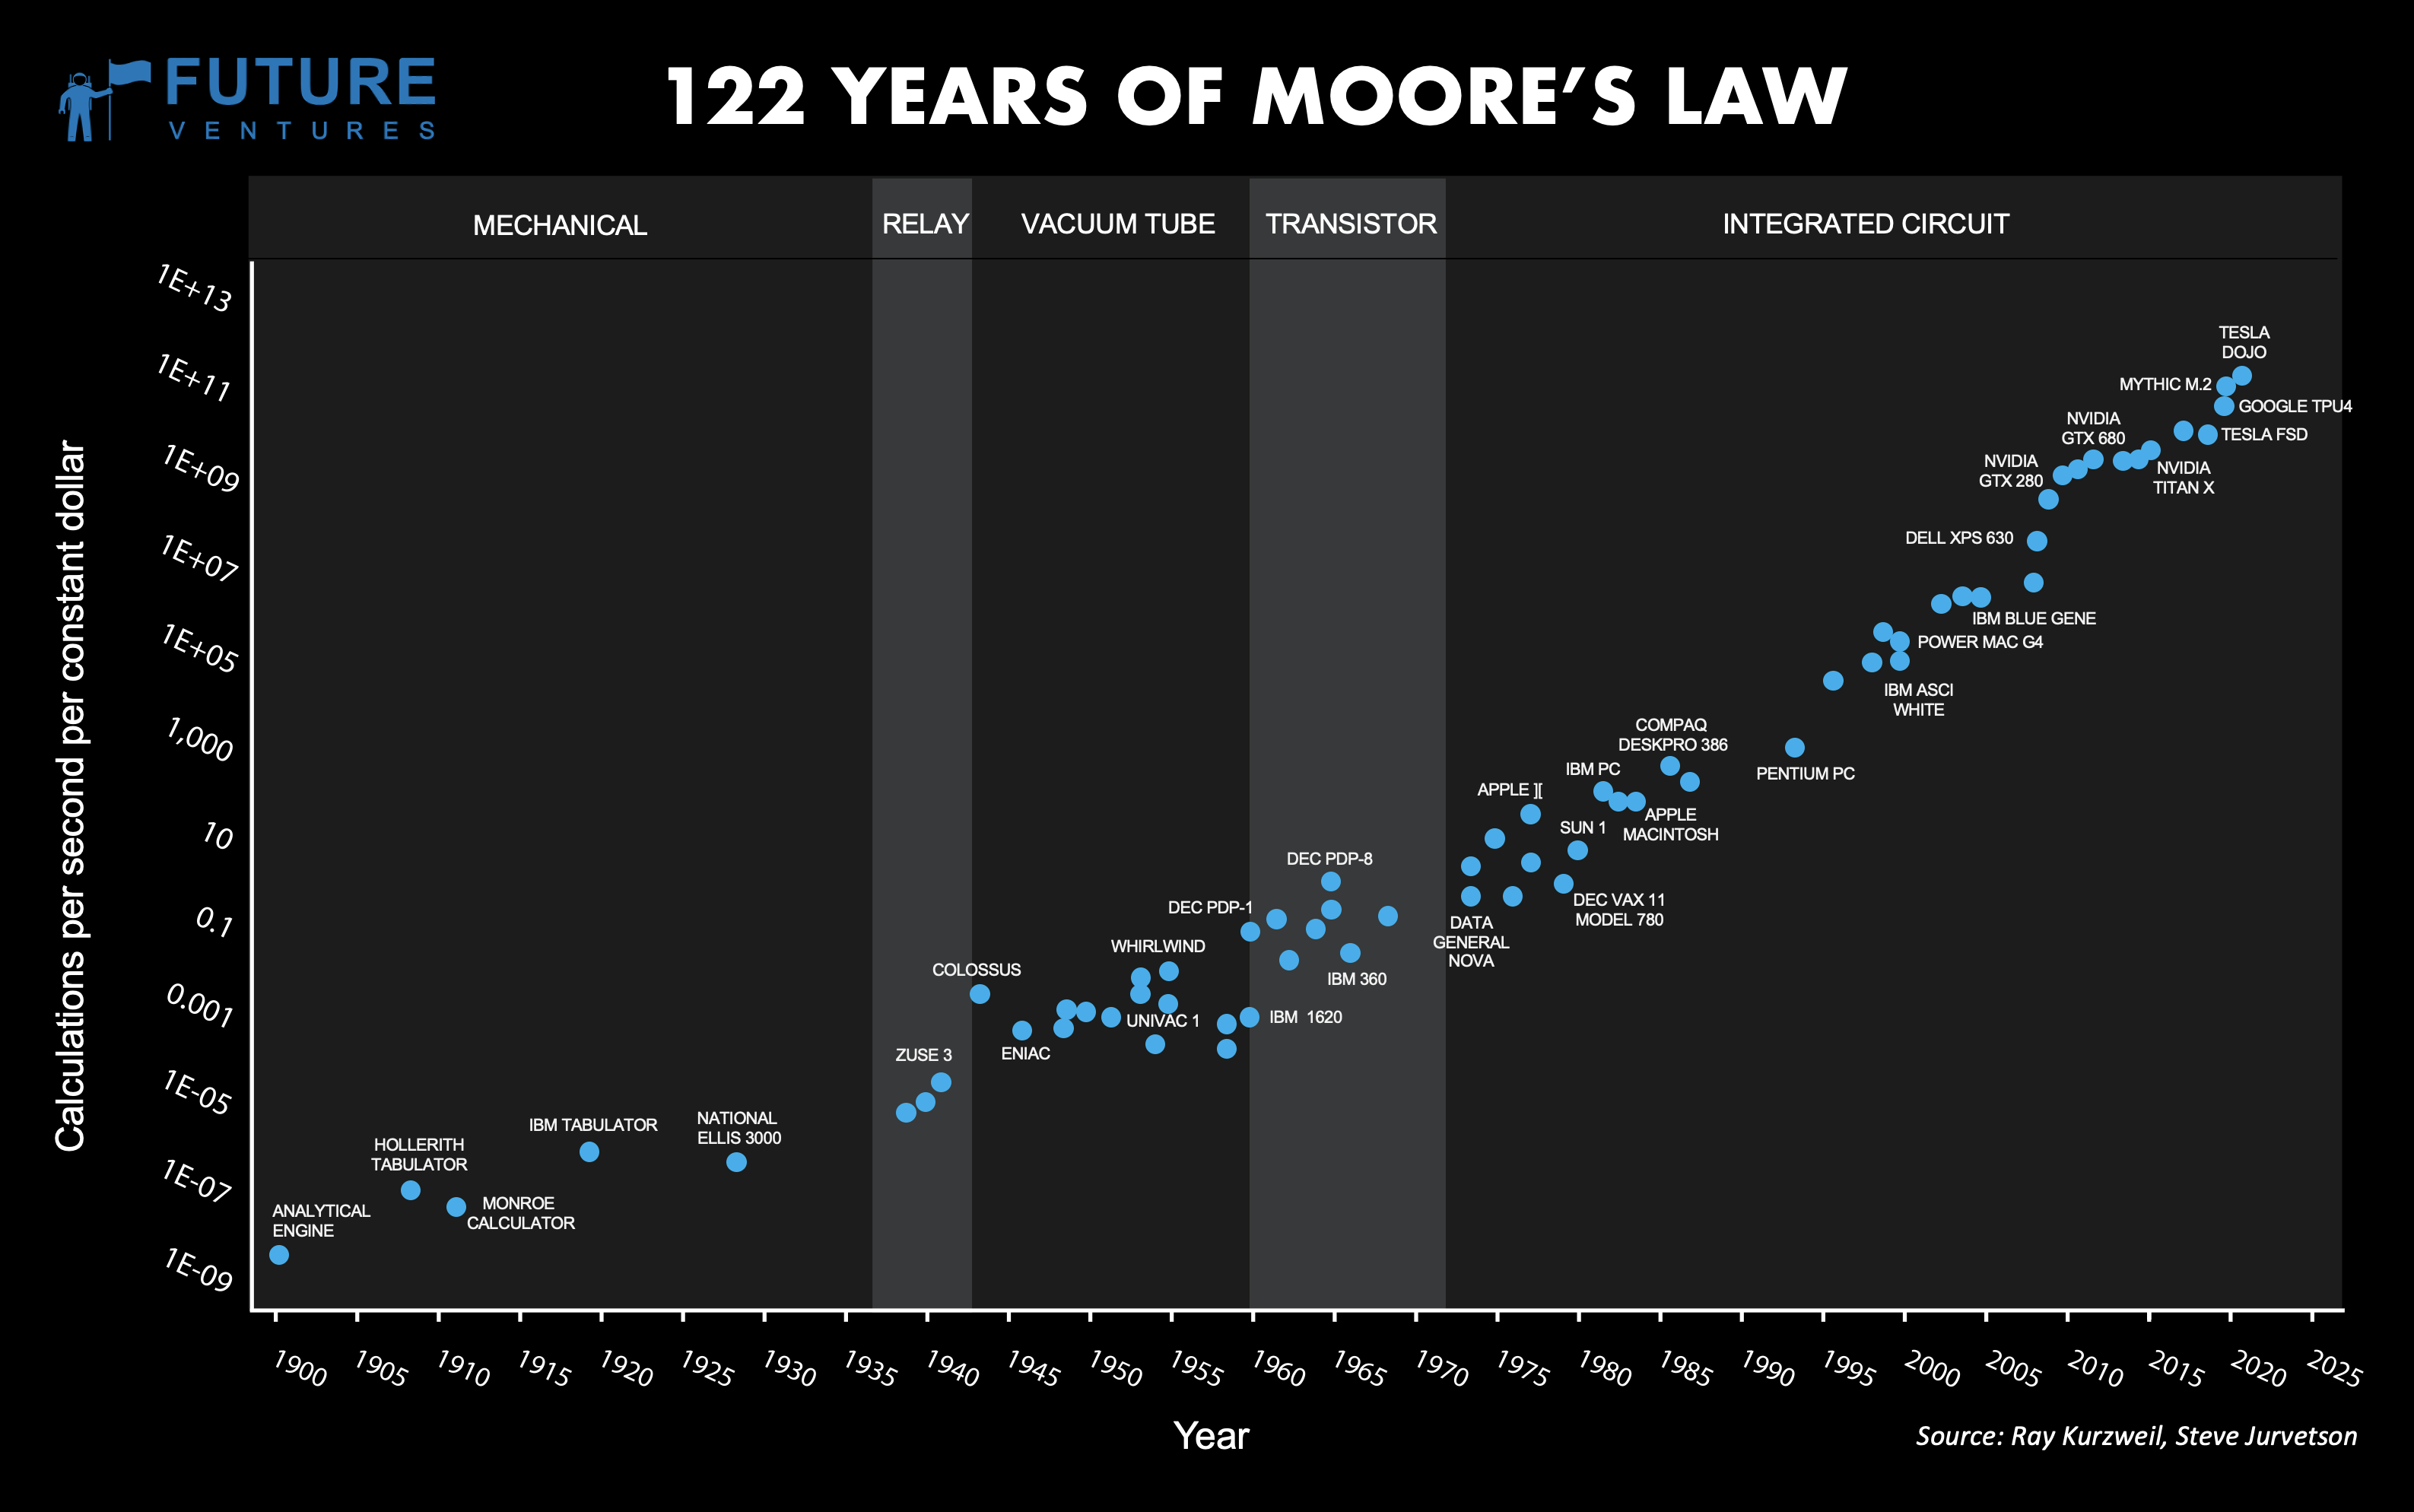 FUTURE
VENTURES
122 YEARS OF MOORE’S LAW
MECHANICAL
RELAY
VACUUM TUBE
TRANSISTOR
INTEGRATED CIRCUIT
Calculations per second per constant dollar
1E+13
1E+11
1E+09
1E+07
1E+05
1,000
10
0.1
0.001
1E-05
1E-07
1E-09
ANALYTICAL
ENGINE
HOLLERITH
TABULATOR
MONROE
CALCULATOR
IBM TABULATOR
NATIONAL
ELLIS 3000
ZUSE 3
COLOSSUS
ENIAC
WHIRLWIND
UNIVAC 1
DEC PDP-1
IBM 1620
DEC PDP-8
IBM 360
DATA
GENERAL
NOVA
APPLE ][
SUN 1
DEC VAX 11
MODEL 780
IBM PC
APPLE
MACINTOSH
COMPAQ
DESKPRO 386
PENTIUM PC
IBM ASCI
WHITE
POWER MAC G4
IBM BLUE GENE
DELL XPS 630
NVIDIA
GTX 280
NVIDIA
GTX 680
NVIDIA
TITAN X
TESLA FSD
GOOGLE TPU4
MYTHIC M.2
TESLA
DOJO
1900
1905
1910
1915
1920
1925
1930
1935
1940
1945
1950
1955
1960
1965
1970
1975
1980
1985
1990
1995
2000
2005
2010
2015
2020
2025
Year
Source: Ray Kurzweil, Steve Jurvetson